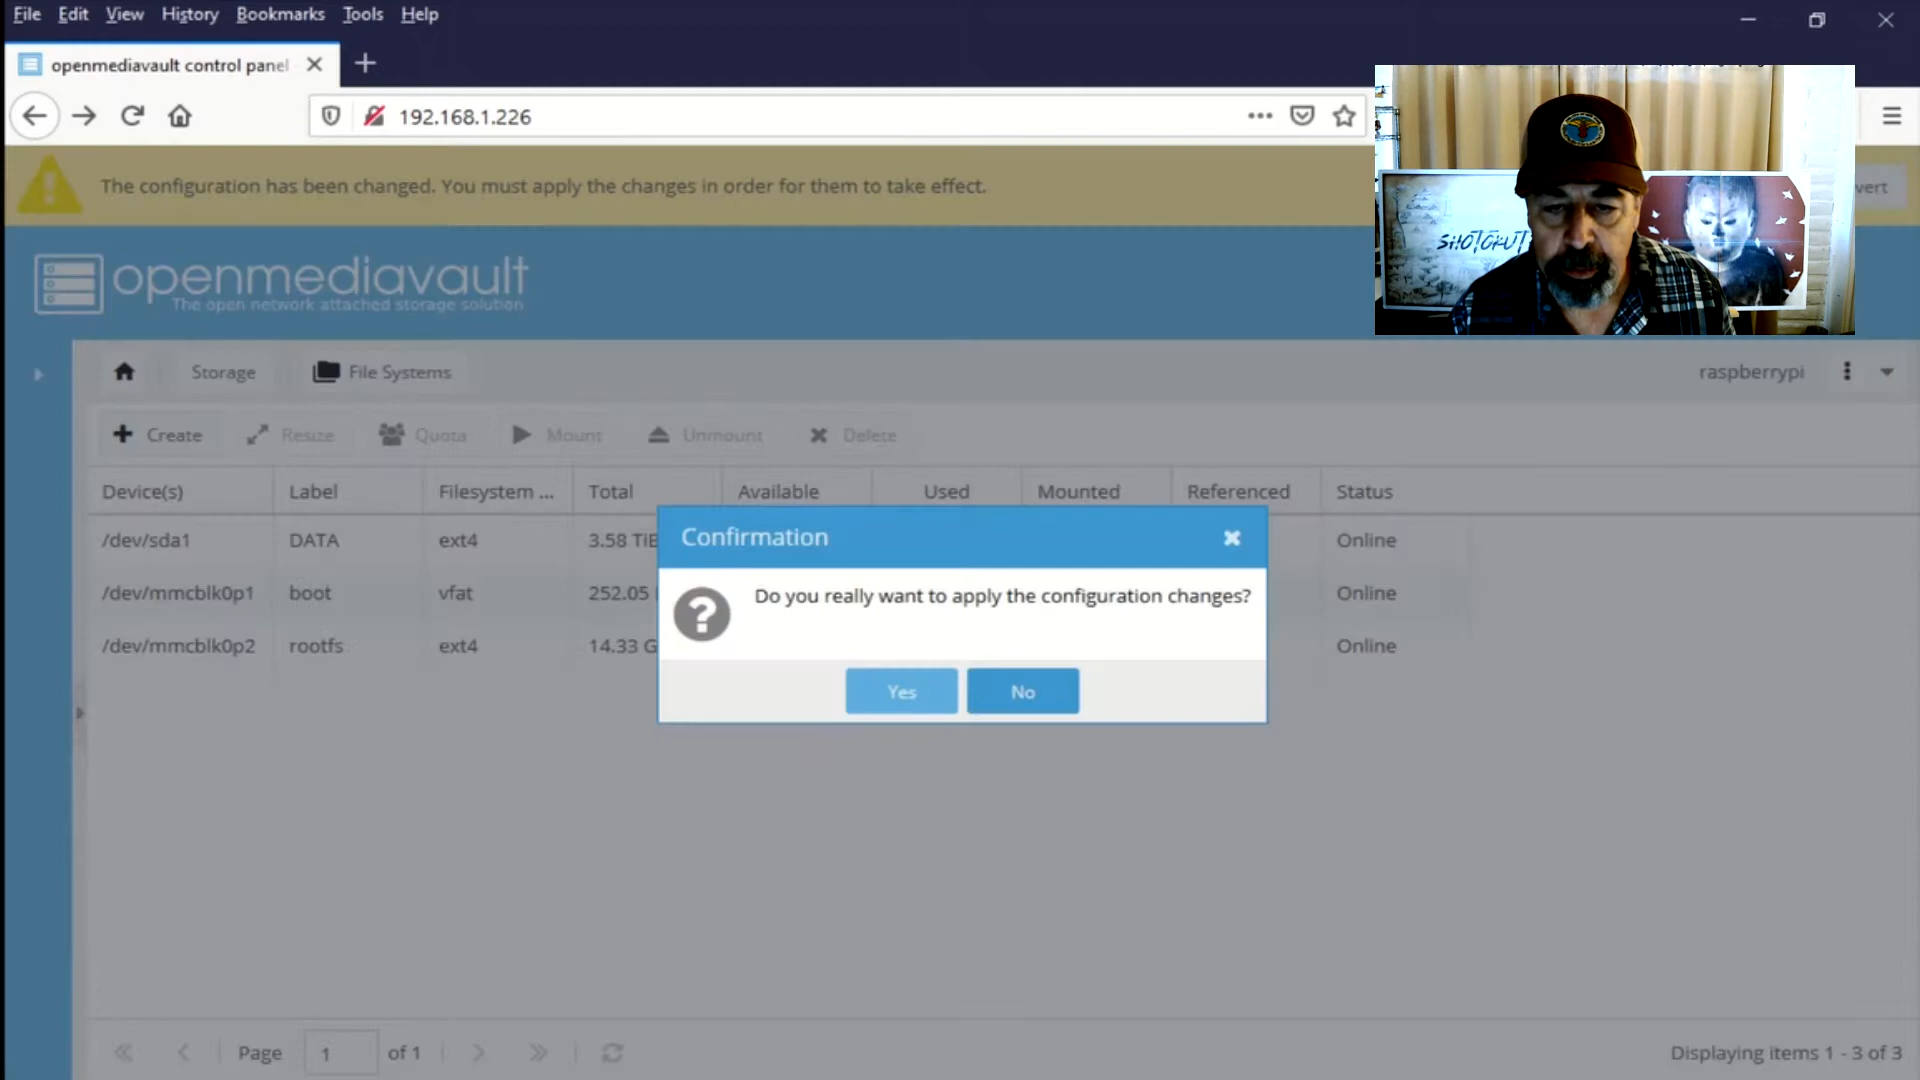 File Edit View History Bookmarks Tools Help
openmediavault control panel
192.168.1.226
The configuration has been changed. You must apply the changes in order for them to take effect.
vert
openmediavault
The open network attached storage solution
SHOTOKU
Storage File Systems raspberrypi
Create Resize Quota Mount Unmount Delete
Device(s) Label Filesystem ... Total Available Used Mounted Referenced Status
/dev/sda1 DATA ext4 3.58 TiB Online
/dev/mmcblk0p1 boot vfat 252.05 Online
/dev/mmcblk0p2 rootfs ext4 14.33 G Online
Confirmation
Do you really want to apply the configuration changes?
Yes No
Page 1 of 1 Displaying items 1 - 3 of 3